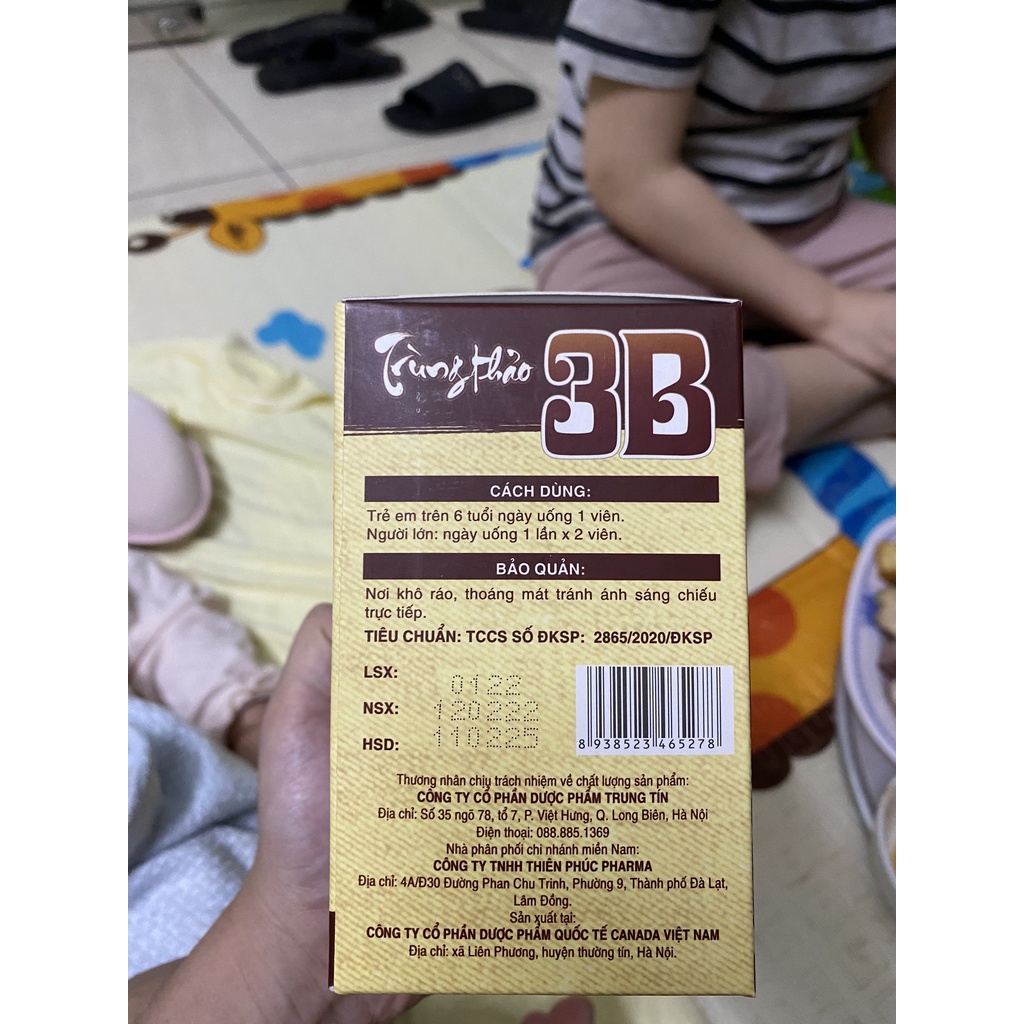 Trùng thảo 3B
CÁCH DÙNG:
Trẻ em trên 6 tuổi ngày uống 1 viên.
Người lớn: ngày uống 1 lần x 2 viên.
BẢO QUẢN:
Nơi khô ráo, thoáng mát tránh ánh sáng chiếu
trực tiếp.
TIÊU CHUẨN: TCCS SỐ ĐKSP: 2865/2020/ĐKSP
LSX: 0122
NSX: 120222
HSD: 110225
8 938523 465278
Thương nhân chịu trách nhiệm về chất lượng sản phẩm:
CÔNG TY CỔ PHẦN DƯỢC PHẨM TRUNG TÍN
Địa chỉ: Số 35 ngõ 78, tổ 7, P. Việt Hưng, Q. Long Biên, Hà Nội
Điện thoại: 088.885.1369
Nhà phân phối chi nhánh miền Nam:
CÔNG TY TNHH THIÊN PHÚC PHARMA
Địa chỉ: 4A/Đ30 Đường Phan Chu Trinh, Phường 9, Thành phố Đà Lạt,
Lâm Đồng.
Sản xuất tại:
CÔNG TY CỔ PHẦN DƯỢC PHẨM QUỐC TẾ CANADA VIỆT NAM
Địa chỉ: xã Liên Phương, huyện thường tín, Hà Nội.